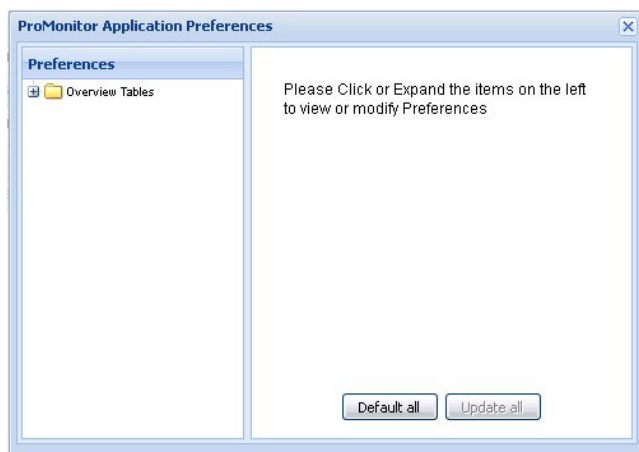 ProMonitor Application Preferences
Preferences
Overview Tables
Please Click or Expand the items on the left
to view or modify Preferences
Default all
Update all